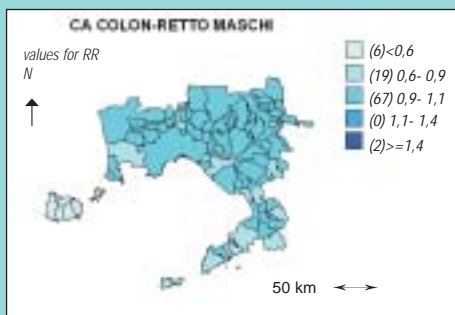 CA COLON-RETTO MASCHI
values for RR
N
(6)<0,6
(19) 0,6- 0,9
(67) 0,9- 1,1
(0) 1,1- 1,4
(2)>=1,4
50 km